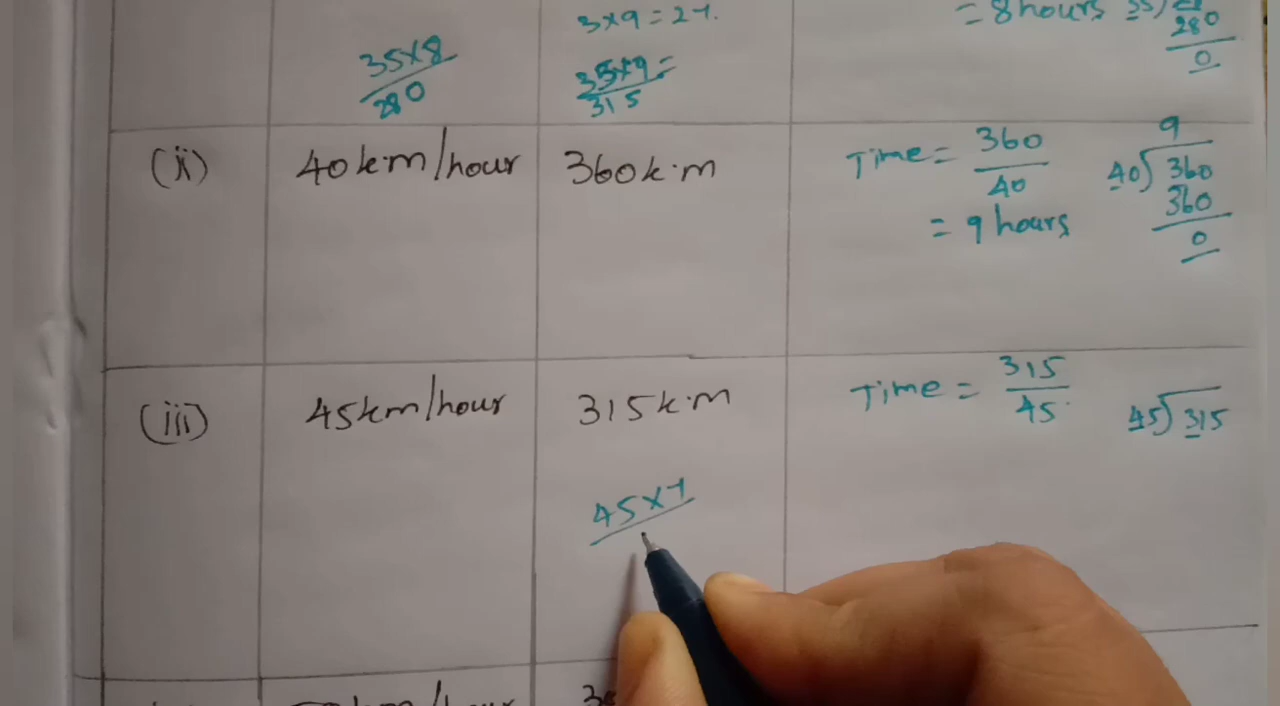 3×9=27.
= 8 hours 35)
280
0
35×8
280
35×9=
315
(ii) 40 k·m/hour 360 k·m Time = 360/40
= 9 hours
9
40) 360
360
0
(iii) 45 km/hour 315 k·m Time = 315/45
45) 315
45×7
km/hour